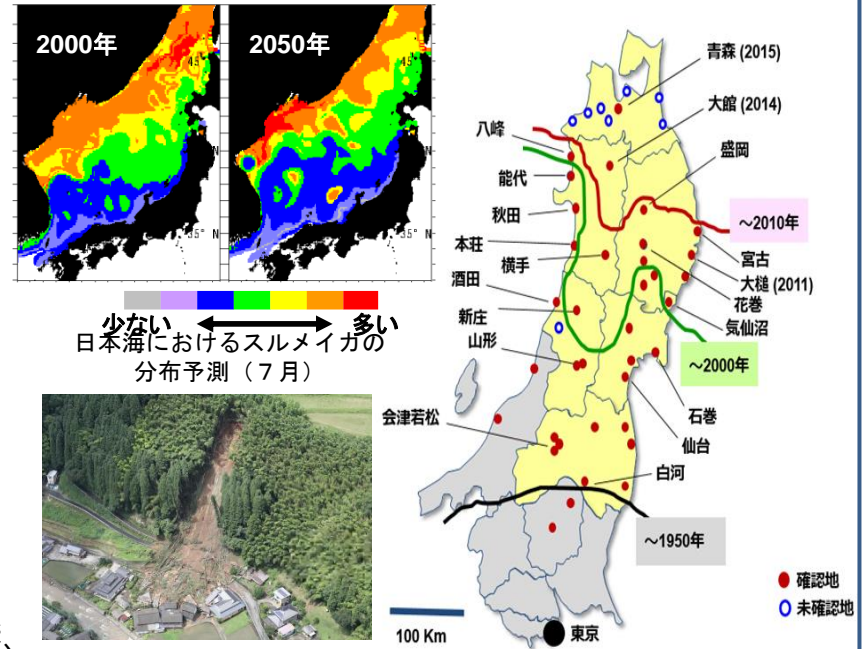 2000年
2050年
45°
N
N
35° N
35° N
少ない
多い
日本海におけるスルメイカの
分布予測（７月）
青森 (2015)
大館 (2014)
八峰
盛岡
能代
秋田
～2010年
本荘
横手
宮古
大槌 (2011)
酒田
花巻
新庄
気仙沼
山形
～2000年
石巻
会津若松
仙台
白河
～1950年
確認地
未確認地
100 Km
東京